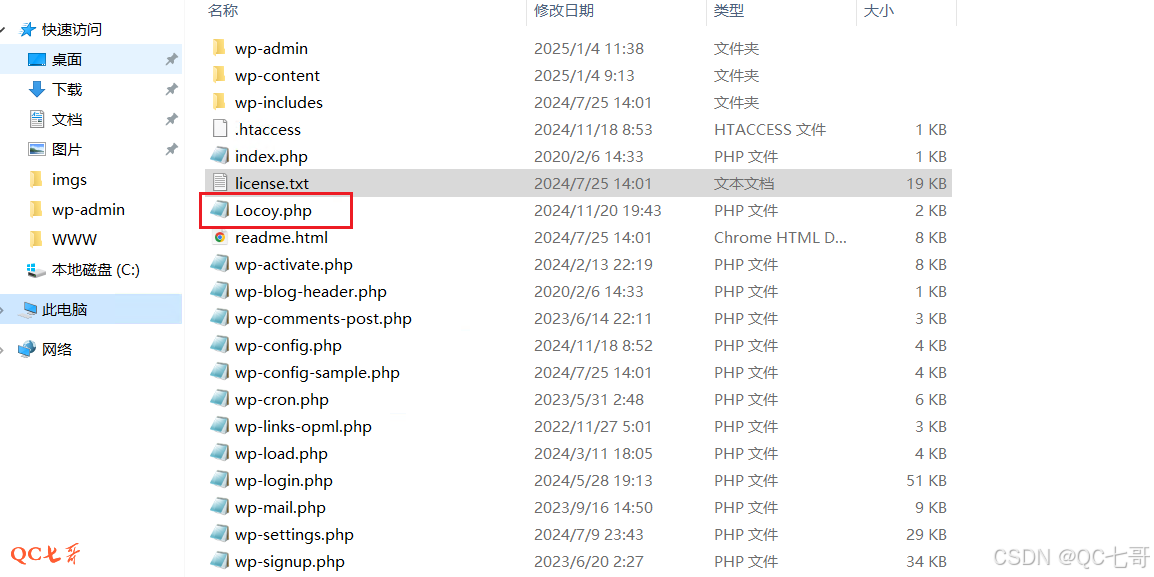 名称 修改日期 类型 大小
快速访问
桌面
下载
文档
图片
imgs
wp-admin
WWW
本地磁盘 (C:)
此电脑
网络
wp-admin 2025/1/4 11:38 文件夹
wp-content 2025/1/4 9:13 文件夹
wp-includes 2024/7/25 14:01 文件夹
.htaccess 2024/11/18 8:53 HTACCESS 文件 1 KB
index.php 2020/2/6 14:33 PHP 文件 1 KB
license.txt 2024/7/25 14:01 文本文档 19 KB
Locoy.php 2024/11/20 19:43 PHP 文件 2 KB
readme.html 2024/7/25 14:01 Chrome HTML D... 8 KB
wp-activate.php 2024/2/13 22:19 PHP 文件 8 KB
wp-blog-header.php 2020/2/6 14:33 PHP 文件 1 KB
wp-comments-post.php 2023/6/14 22:11 PHP 文件 3 KB
wp-config.php 2024/11/18 8:52 PHP 文件 4 KB
wp-config-sample.php 2024/7/25 14:01 PHP 文件 4 KB
wp-cron.php 2023/5/31 2:48 PHP 文件 6 KB
wp-links-opml.php 2022/11/27 5:01 PHP 文件 3 KB
wp-load.php 2024/3/11 18:05 PHP 文件 4 KB
wp-login.php 2024/5/28 19:13 PHP 文件 51 KB
wp-mail.php 2023/9/16 14:50 PHP 文件 9 KB
wp-settings.php 2024/7/9 23:43 PHP 文件 29 KB
wp-signup.php 2023/6/20 2:27 PHP 文件 34 KB
QC七哥
CSDN @QC七哥